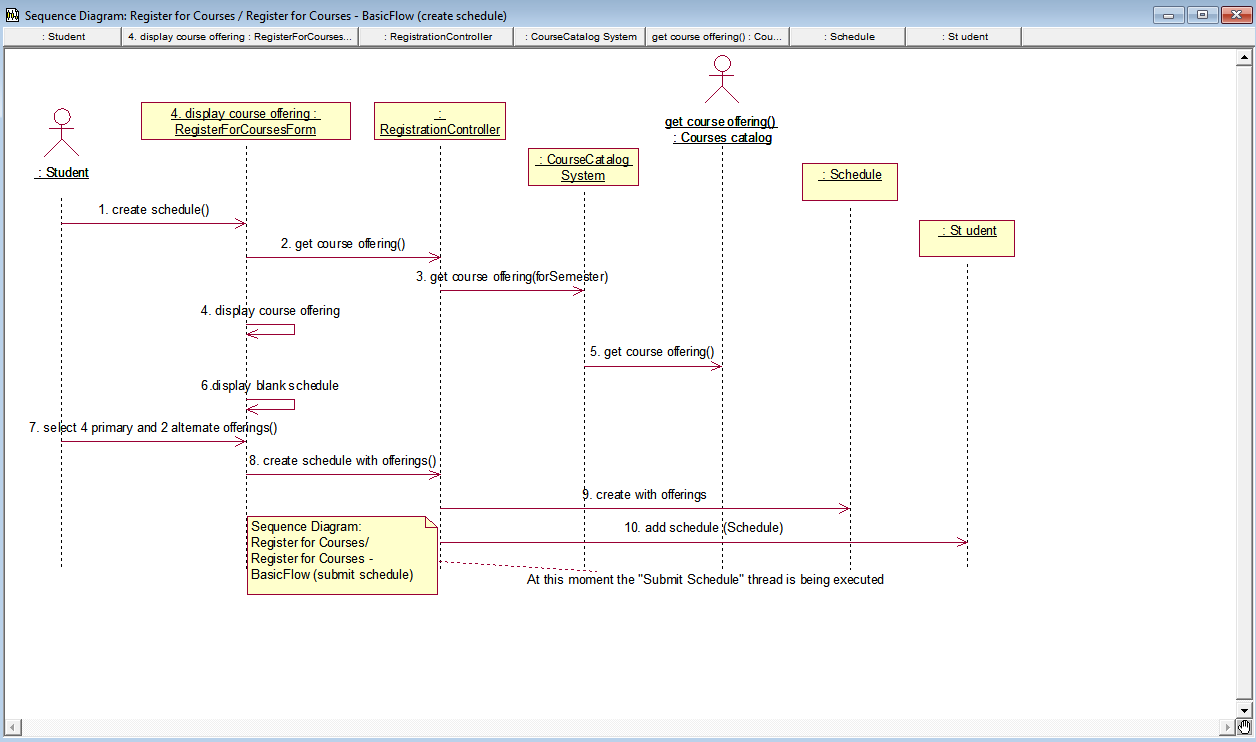 Sequence Diagram: Register for Courses / Register for Courses - BasicFlow (create schedule)
: Student
4. display course offering : RegisterForCourses...
: RegistrationController
: CourseCatalog System
get course offering() : Cou...
: Schedule
: St udent
: Student
4. display course offering :
RegisterForCoursesForm
:
RegistrationController
: CourseCatalog
System
get course offering()
: Courses catalog
: Schedule
: St udent
1. create schedule()
2. get course offering()
3. get course offering(forSemester)
4. display course offering
5. get course offering()
6.display blank schedule
7. select 4 primary and 2 alternate offerings()
8. create schedule with offerings()
9. create with offerings
10. add schedule (Schedule)
Sequence Diagram:
Register for Courses/
Register for Courses -
BasicFlow (submit schedule)
At this moment the "Submit Schedule" thread is being executed